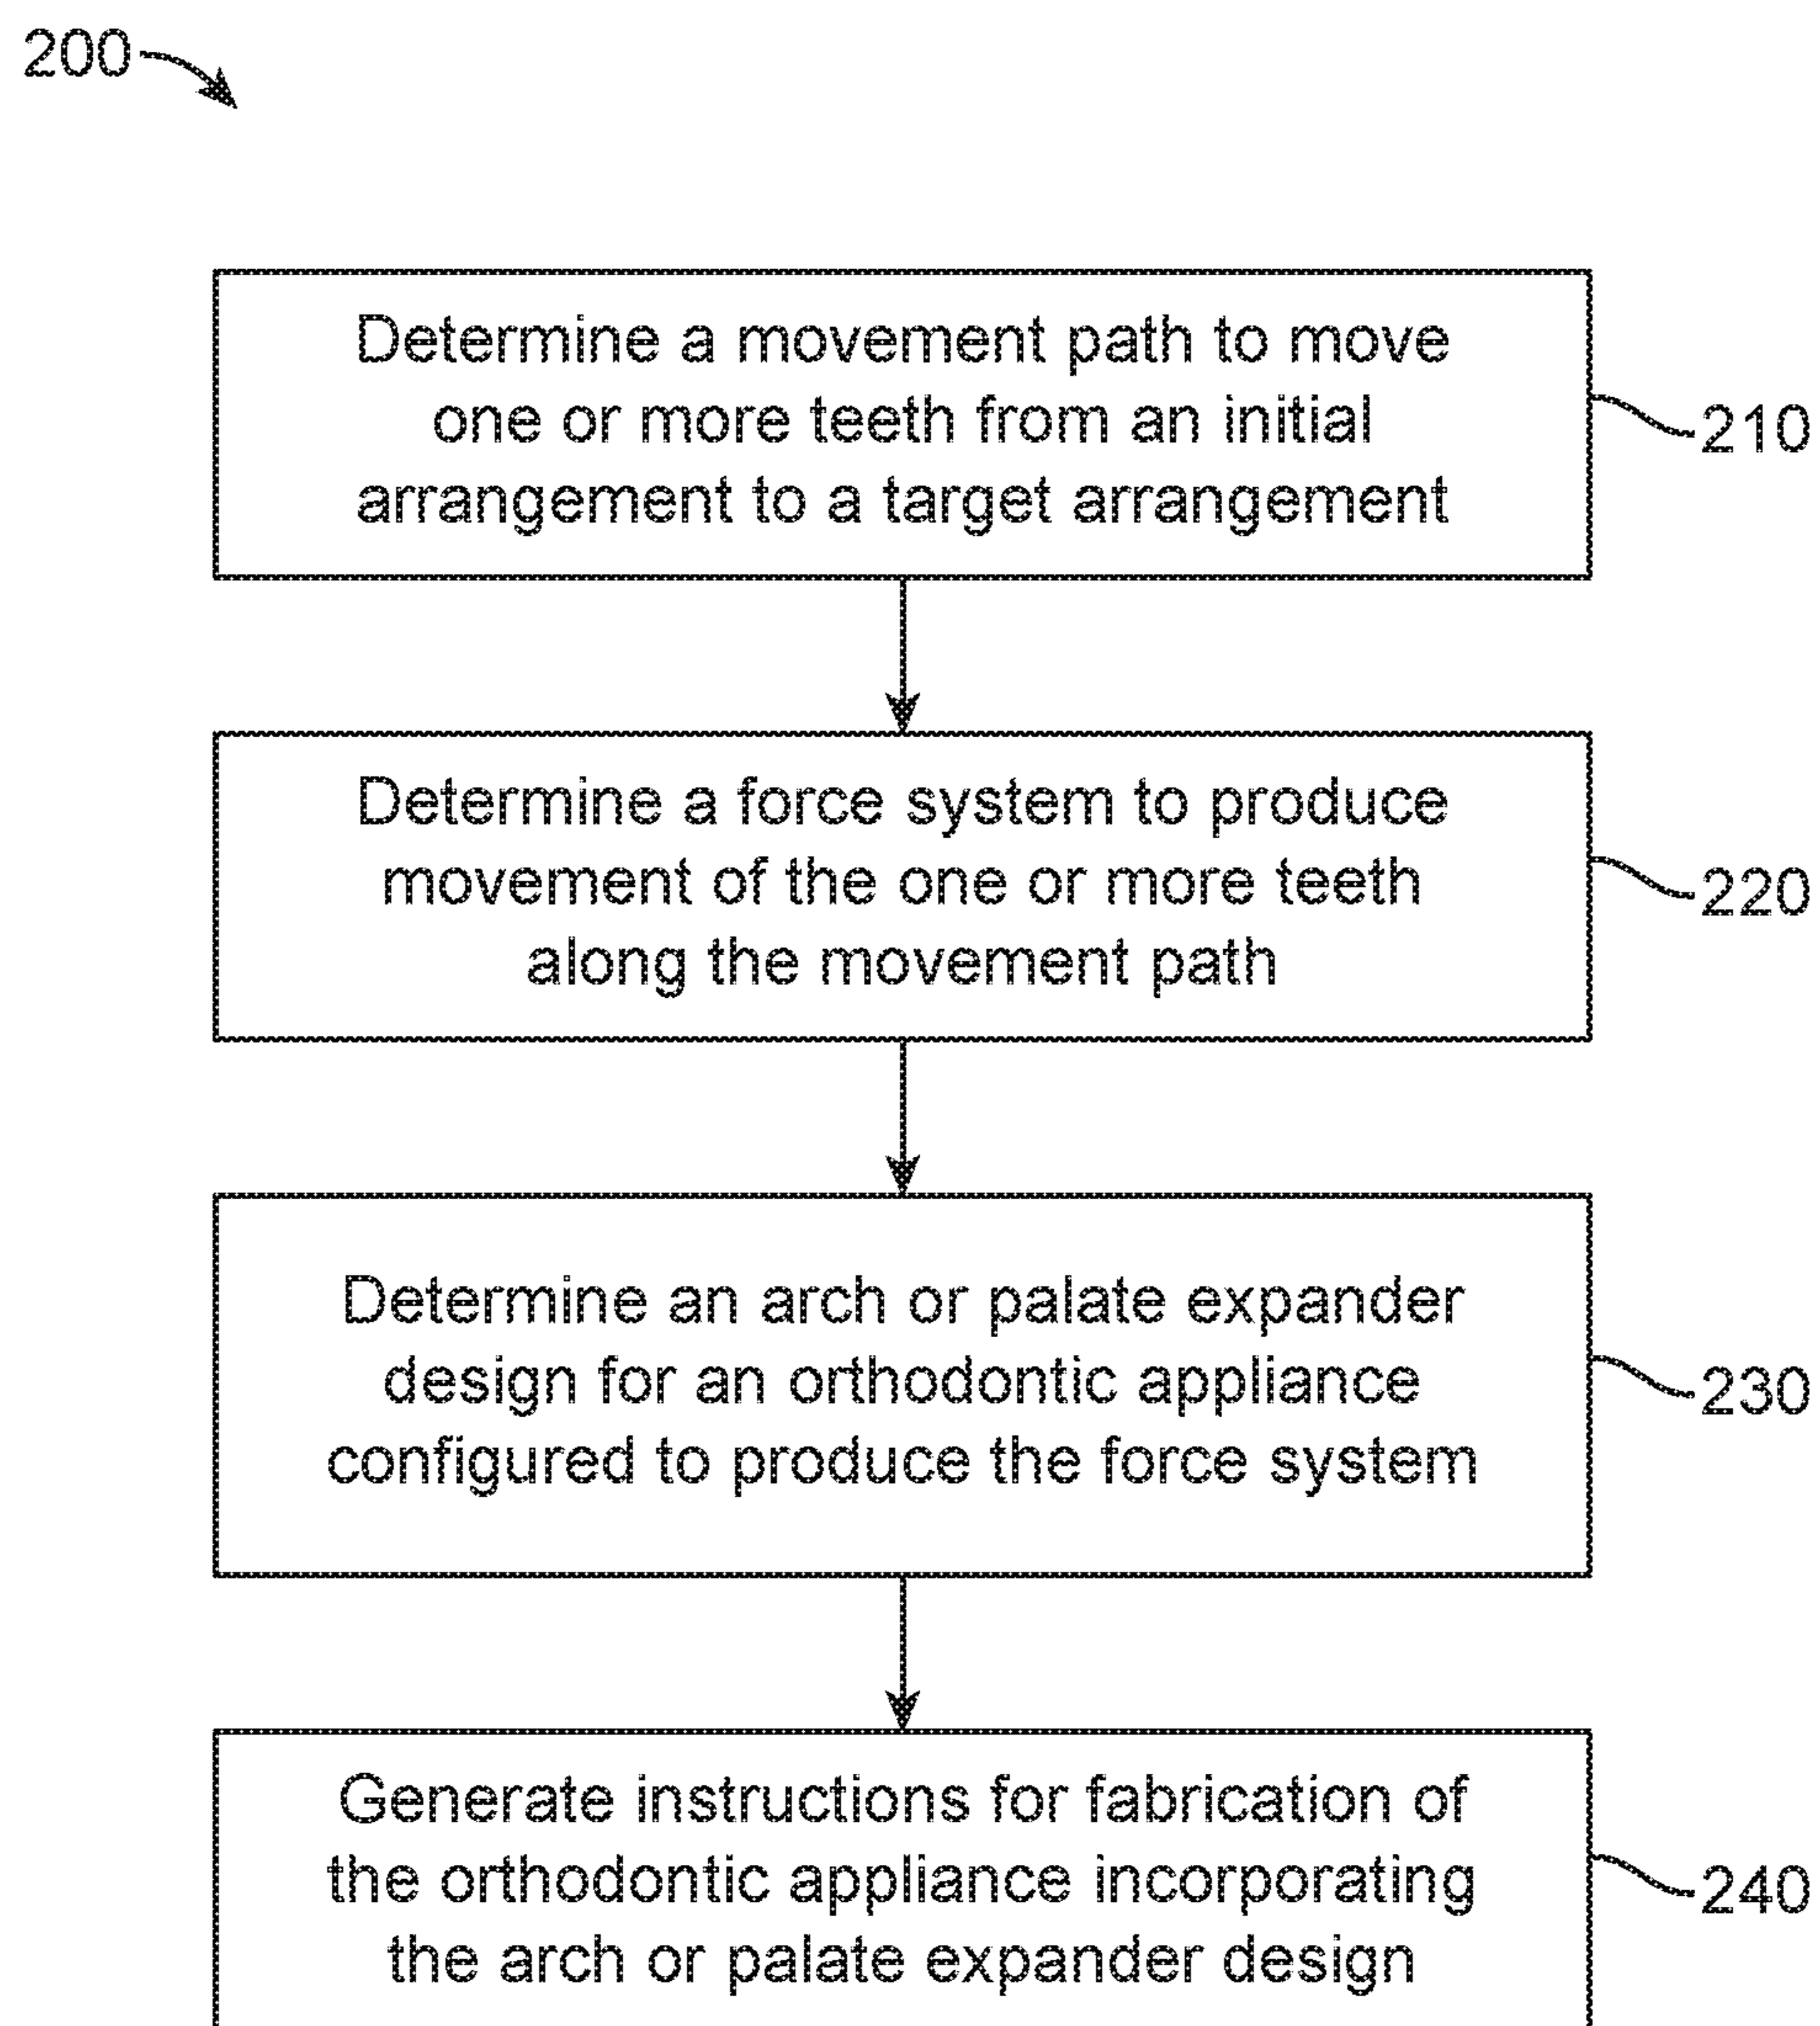 200
Determine a movement path to move
one or more teeth from an initial
arrangement to a target arrangement
210
Determine a force system to produce
movement of the one or more teeth
along the movement path
220
Determine an arch or palate expander
design for an orthodontic appliance
configured to produce the force system
230
Generate instructions for fabrication of
the orthodontic appliance incorporating
the arch or palate expander design
240